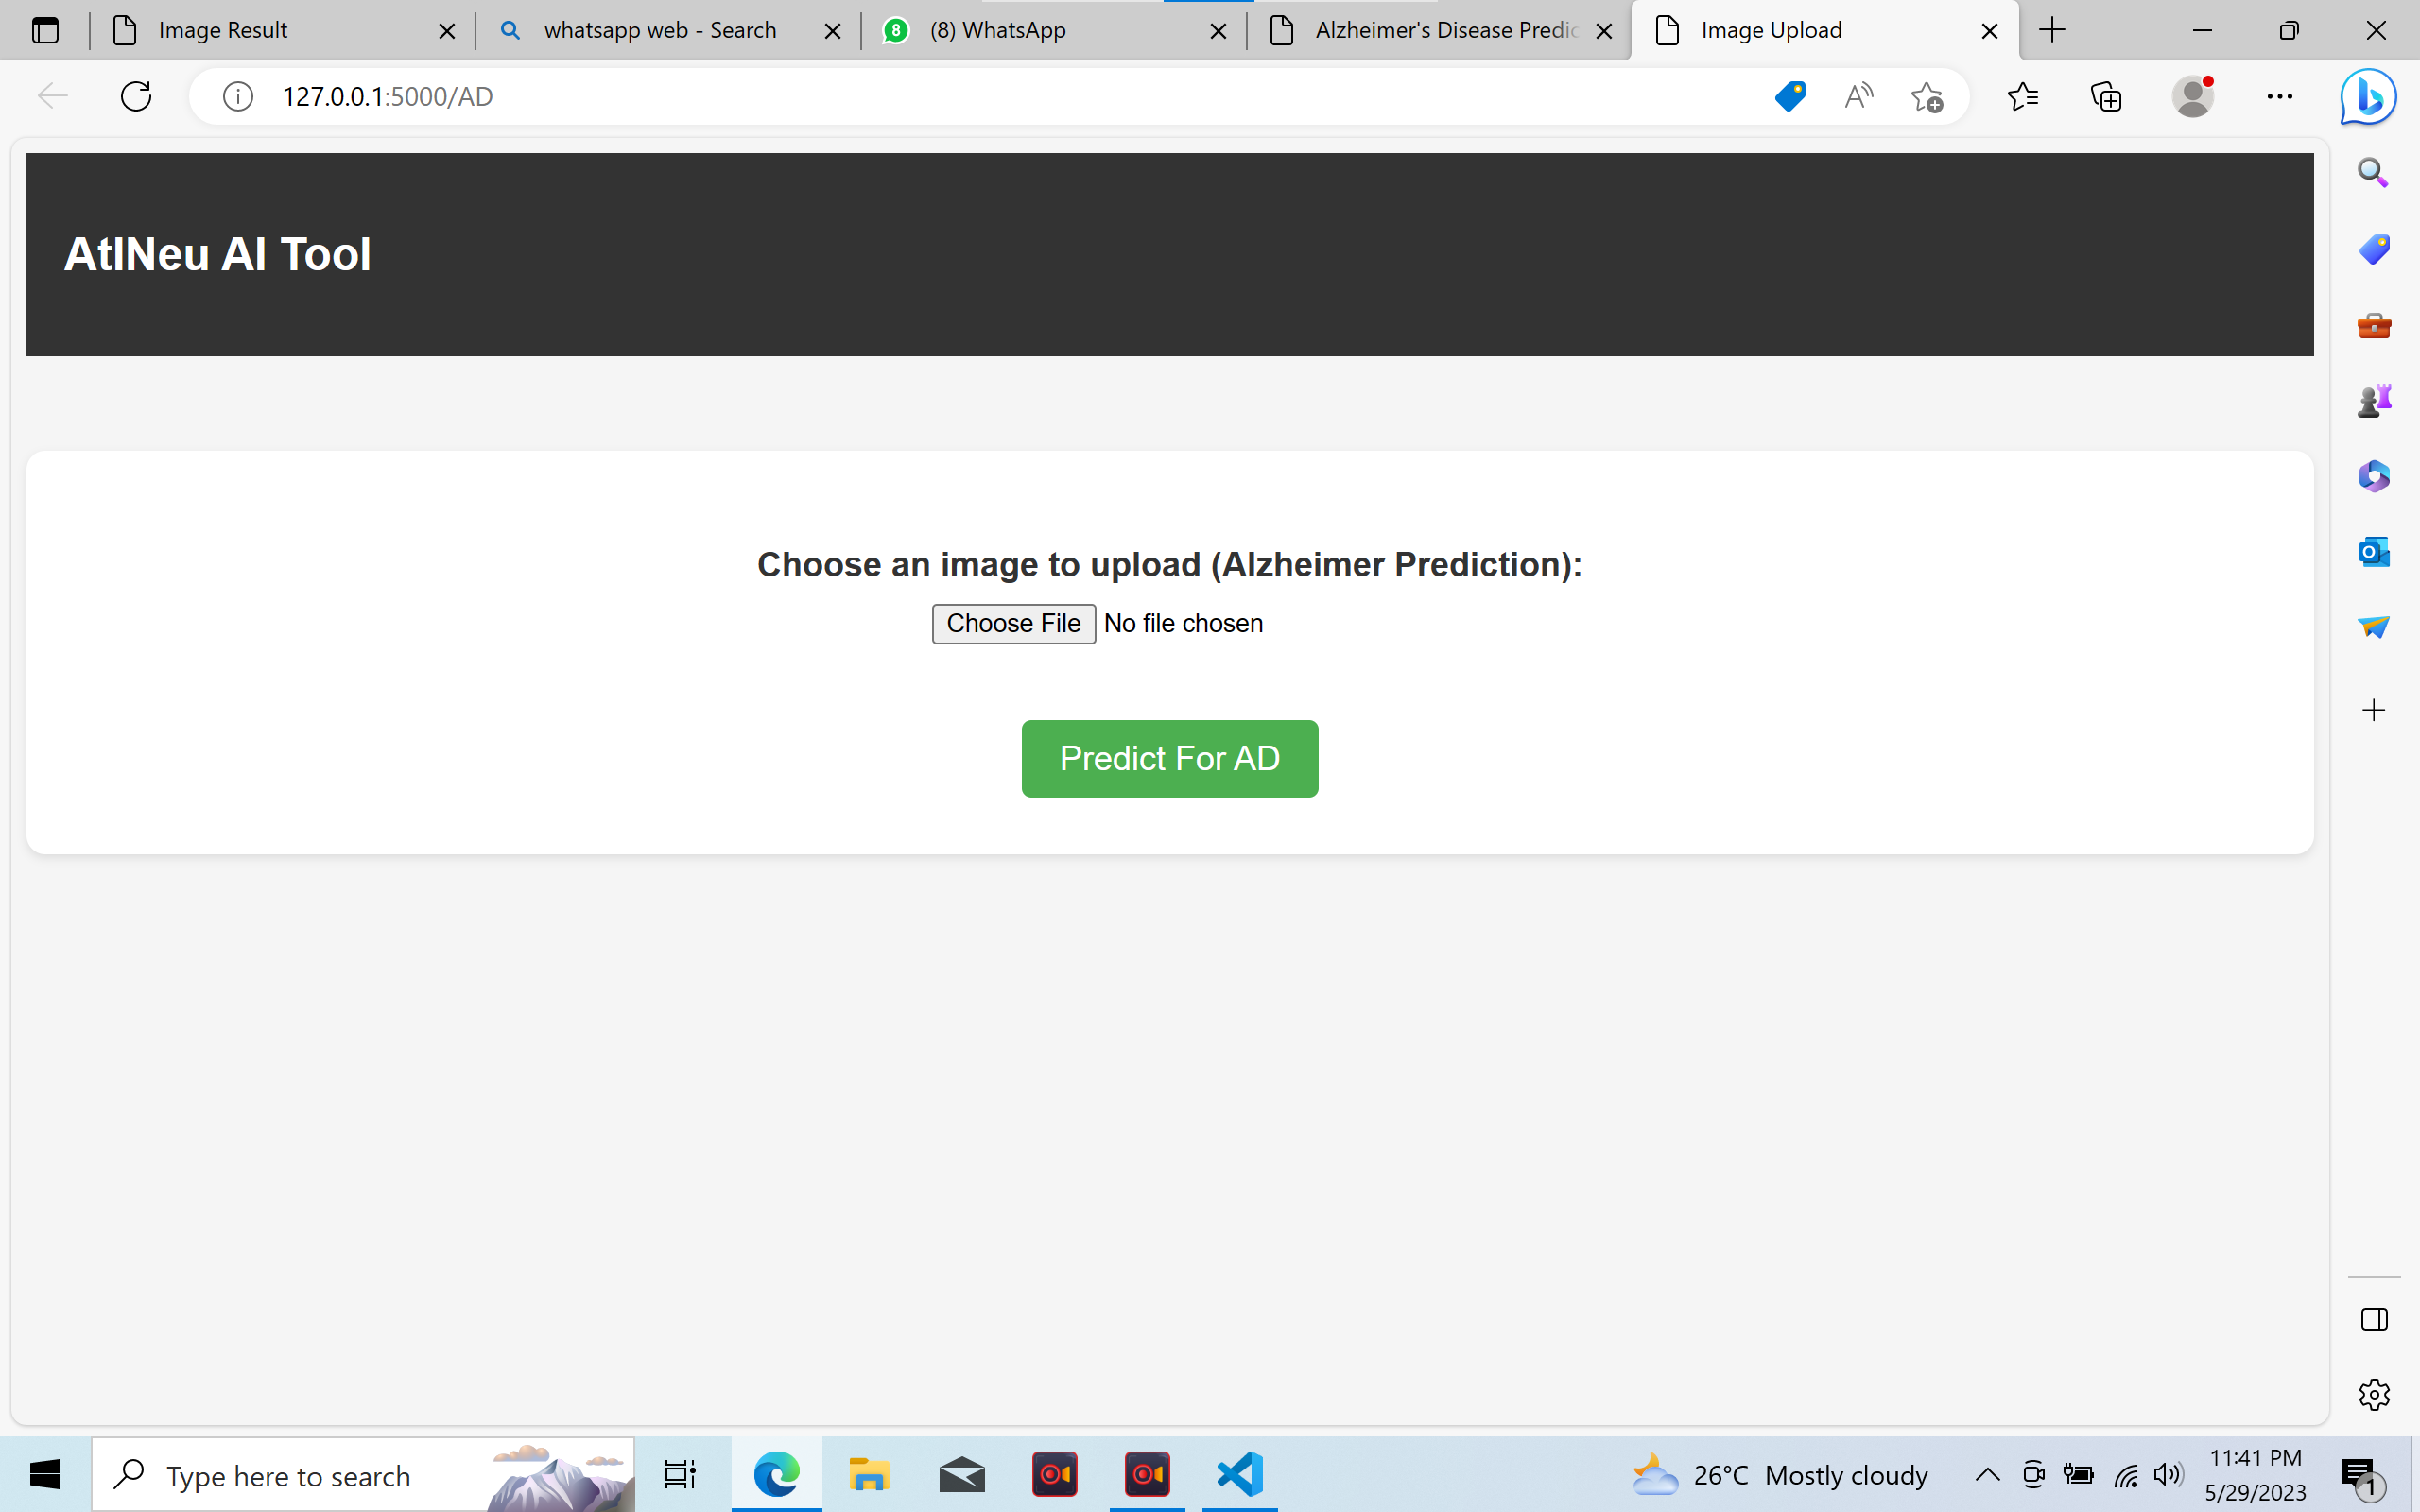 Image Result
whatsapp web - Search
8
(8) WhatsApp
Alzheimer's Disease Predic
Image Upload
127.0.0.1:5000/AD
AtlNeu AI Tool
Choose an image to upload (Alzheimer Prediction):
Choose File No file chosen
Predict For AD
Type here to search
26°C Mostly cloudy
11:41 PM
5/29/2023
1